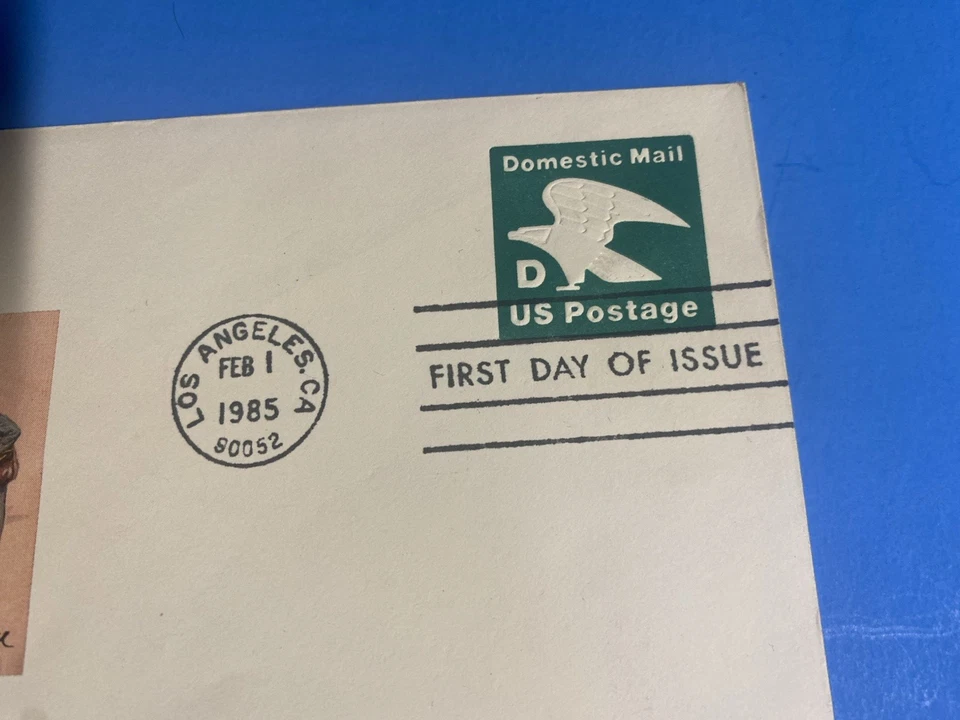 Domestic Mail
D
US Postage
FIRST DAY OF ISSUE
LOS ANGELES, CA
FEB 1
1985
90052